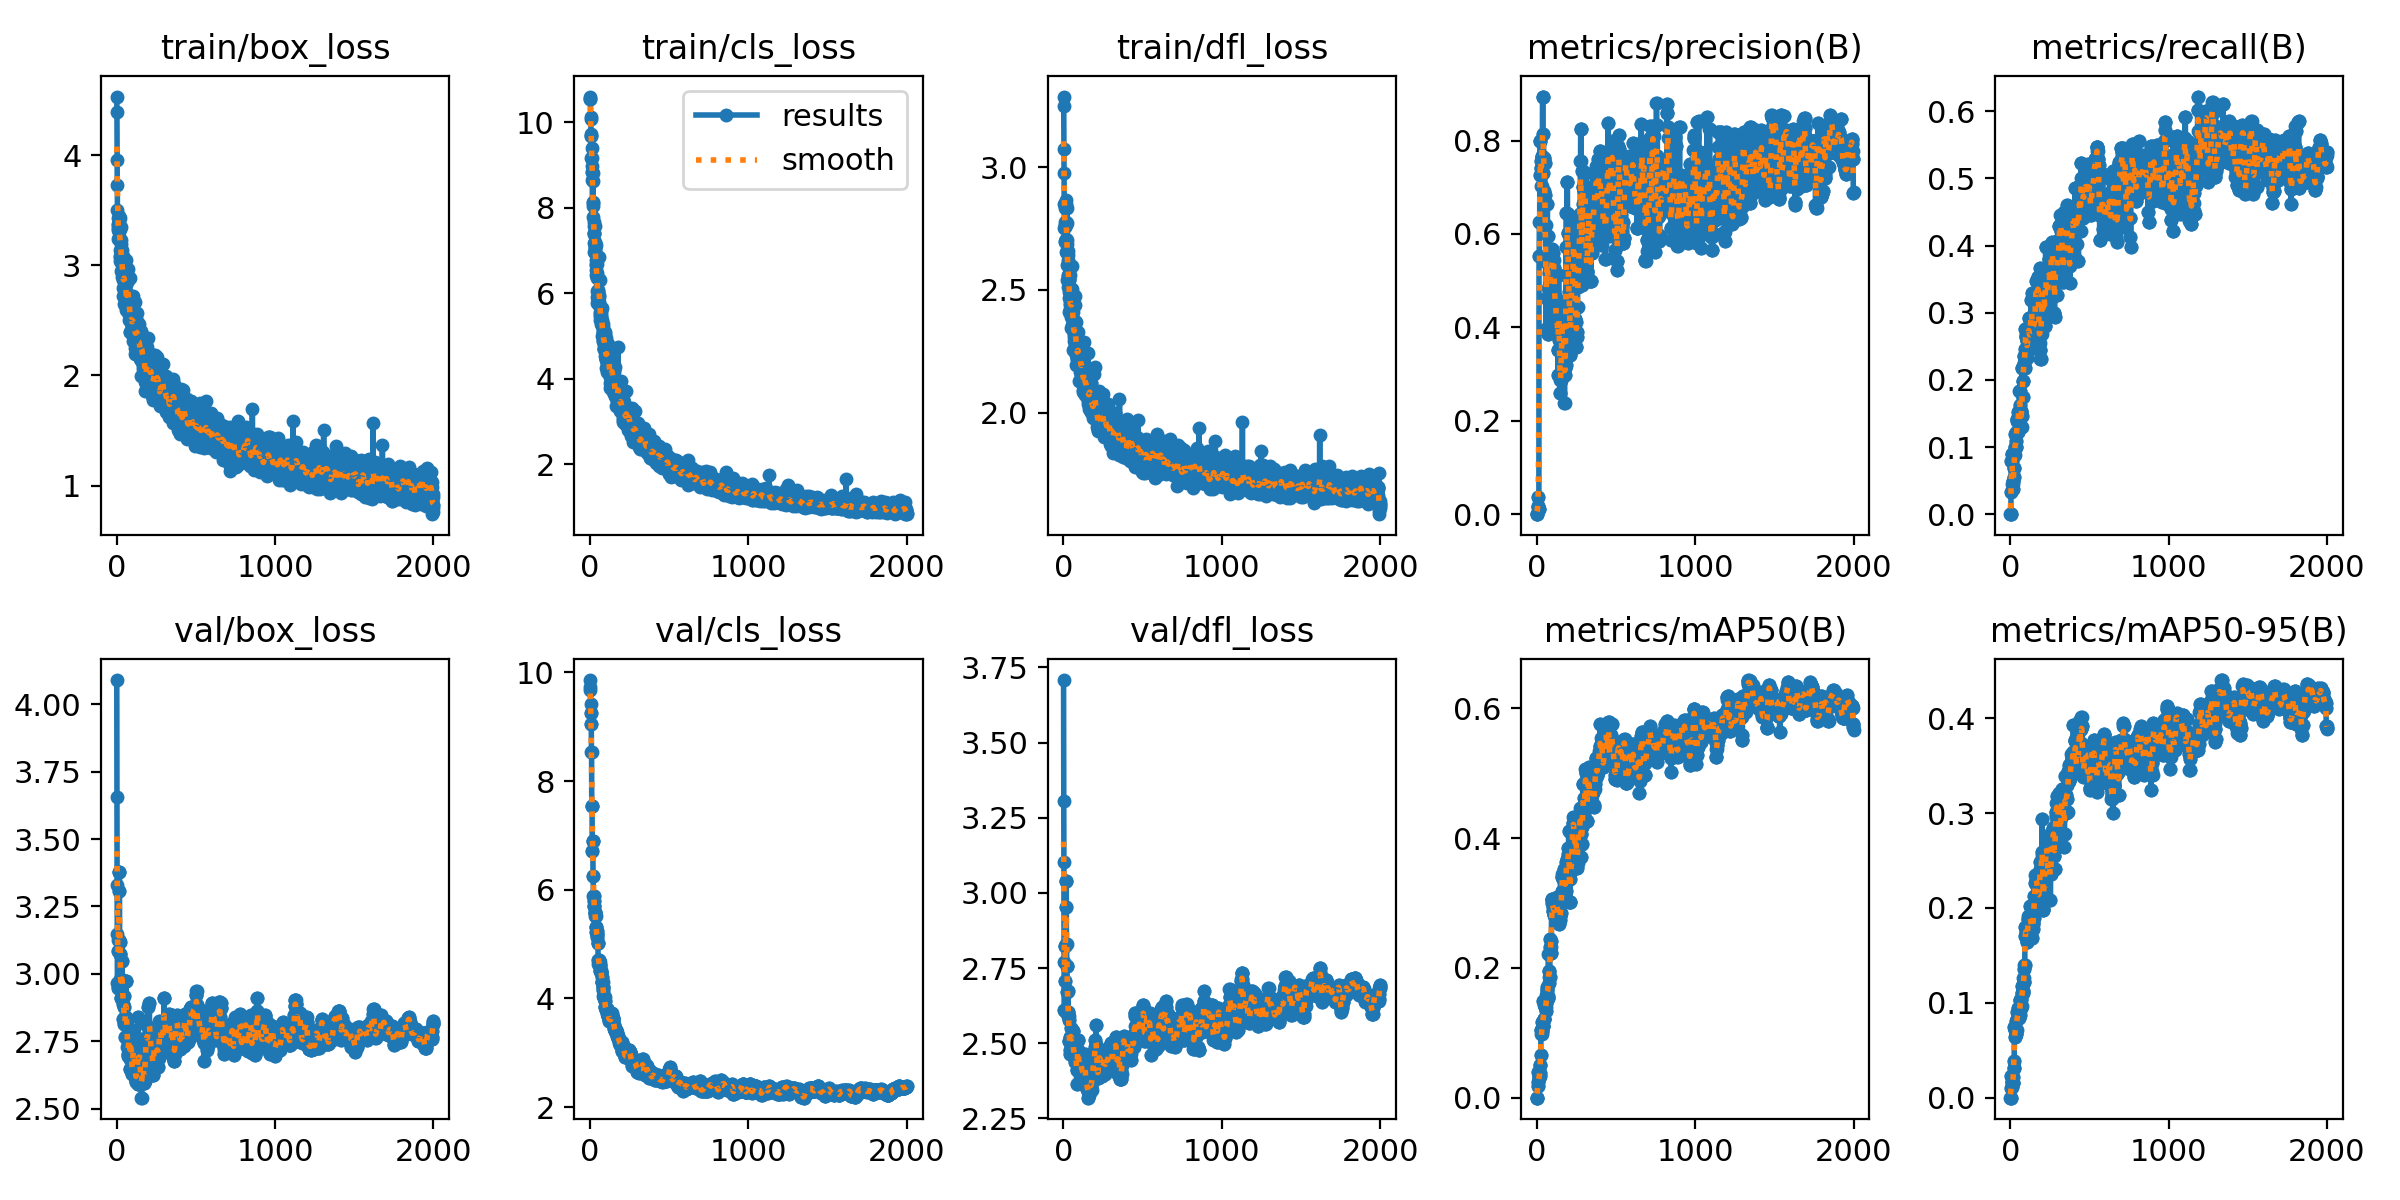 train/box_loss
4
3
2
1
0 1000 2000
train/cls_loss
results
smooth
10
8
6
4
2
0 1000 2000
train/dfl_loss
3.0
2.5
2.0
0 1000 2000
metrics/precision(B)
0.8
0.6
0.4
0.2
0.0
0 1000 2000
metrics/recall(B)
0.6
0.5
0.4
0.3
0.2
0.1
0.0
0 1000 2000
val/box_loss
4.00
3.75
3.50
3.25
3.00
2.75
2.50
0 1000 2000
val/cls_loss
10
8
6
4
2
0 1000 2000
val/dfl_loss
3.75
3.50
3.25
3.00
2.75
2.50
2.25
0 1000 2000
metrics/mAP50(B)
0.6
0.4
0.2
0.0
0 1000 2000
metrics/mAP50-95(B)
0.4
0.3
0.2
0.1
0.0
0 1000 2000